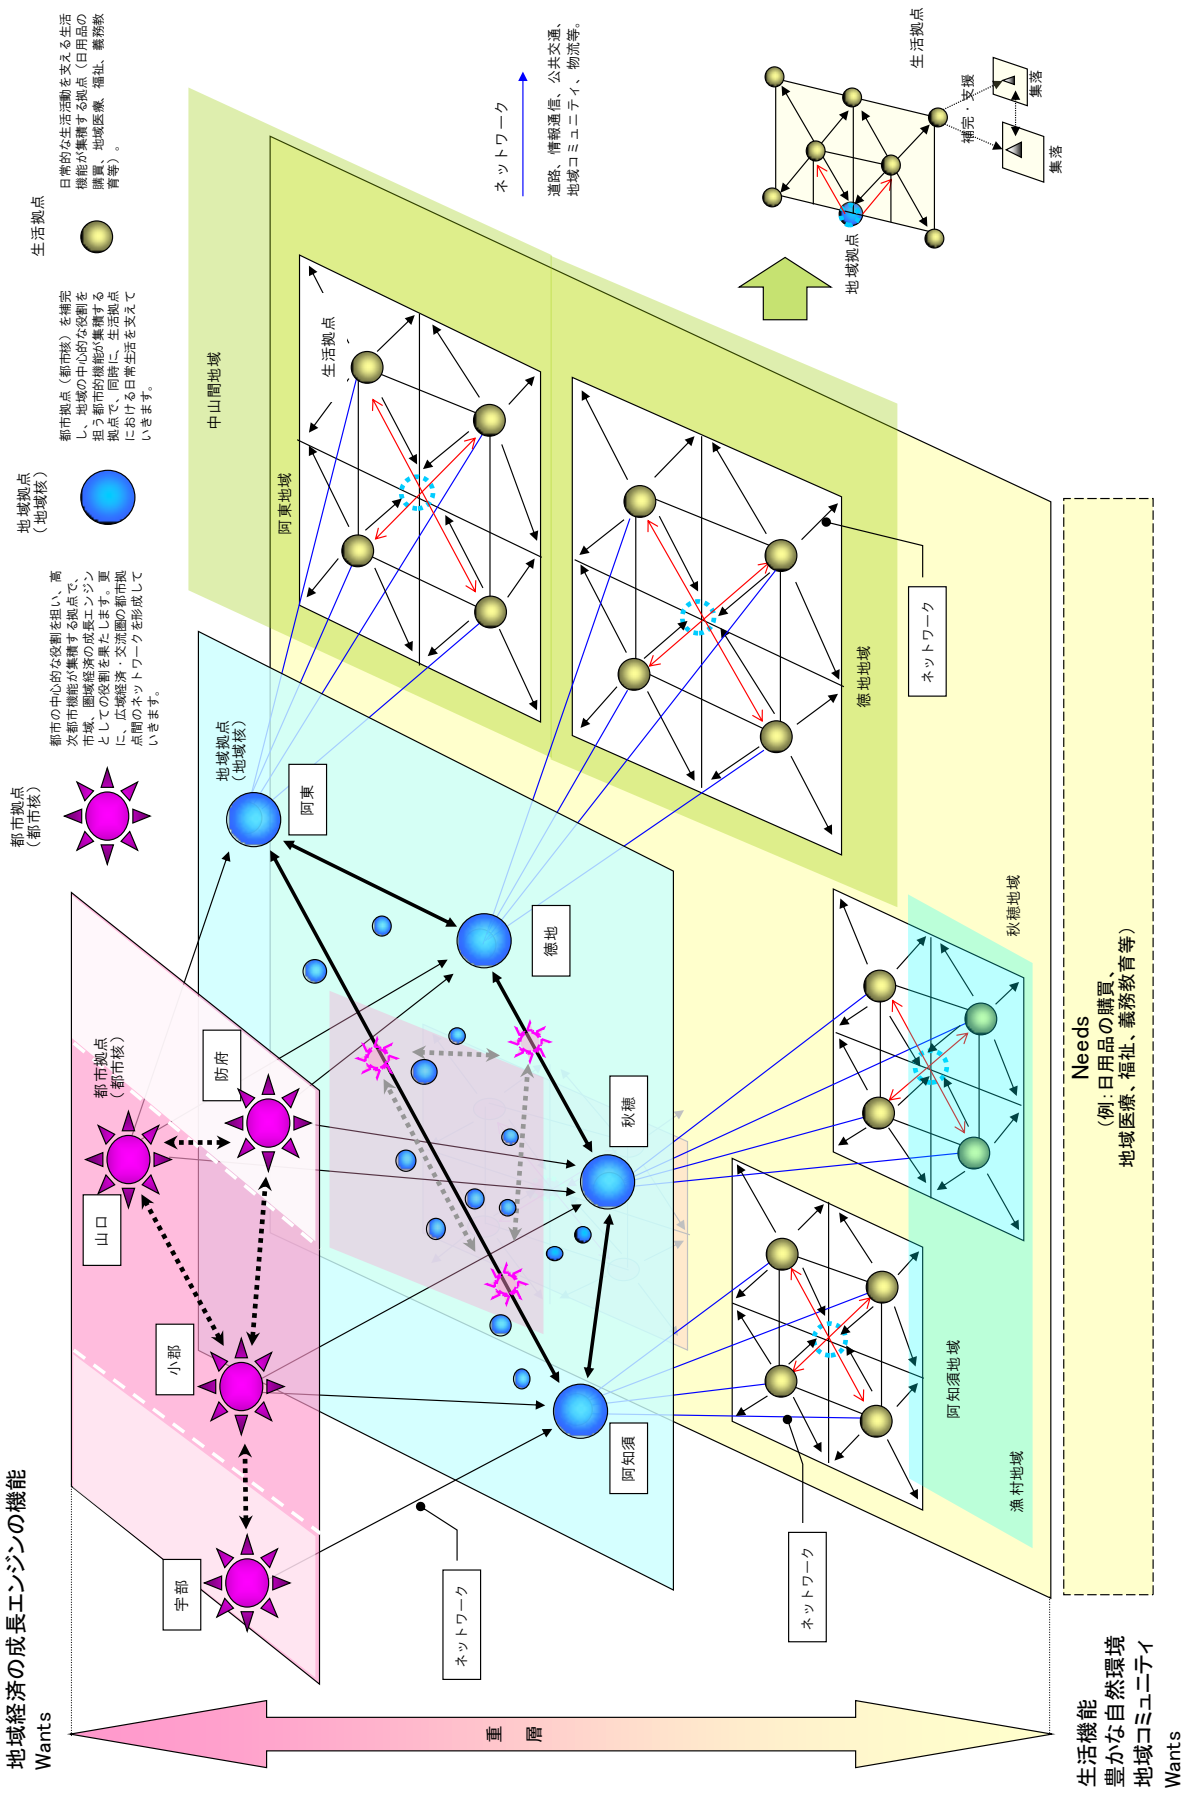 地域経済の成長エンジンの機能
Wants
都市拠点
（都市核）
都市の中心的な役割を担い、高
次都市機能が集積する拠点で、
市域、圏域経済の成長エンジン
としての役割を果たします。更
に、広域経済・交流圏の都市拠
点間のネットワークを形成して
いきます。
地域拠点
（地域核）
都市拠点（都市核）を補完
し、地域の中心的な役割を
担う都市的機能が集積する
拠点で、同時に、生活拠点
における日常生活を支えて
いきます。
生活拠点
日常的な生活活動を支える生活
機能が集積する拠点（日用品の
購買、地域医療、福祉、義務教
育等）。
ネットワーク
道路、情報通信、公共交通、
地域コミュニティ、物流等。
宇部
小郡
山口
防府
都市拠点
（都市核）
地域拠点
（地域核）
阿東
徳地
秋穂
阿知須
ネットワーク
中山間地域
阿東地域
生活拠点
徳地地域
ネットワーク
地域拠点
生活拠点
補完・支援
集落
集落
秋穂地域
阿知須地域
漁村地域
ネットワーク
重　層
Needs
（例：日用品の購買、
地域医療、福祉、義務教育等）
生活機能
豊かな自然環境
地域コミュニティ
Wants